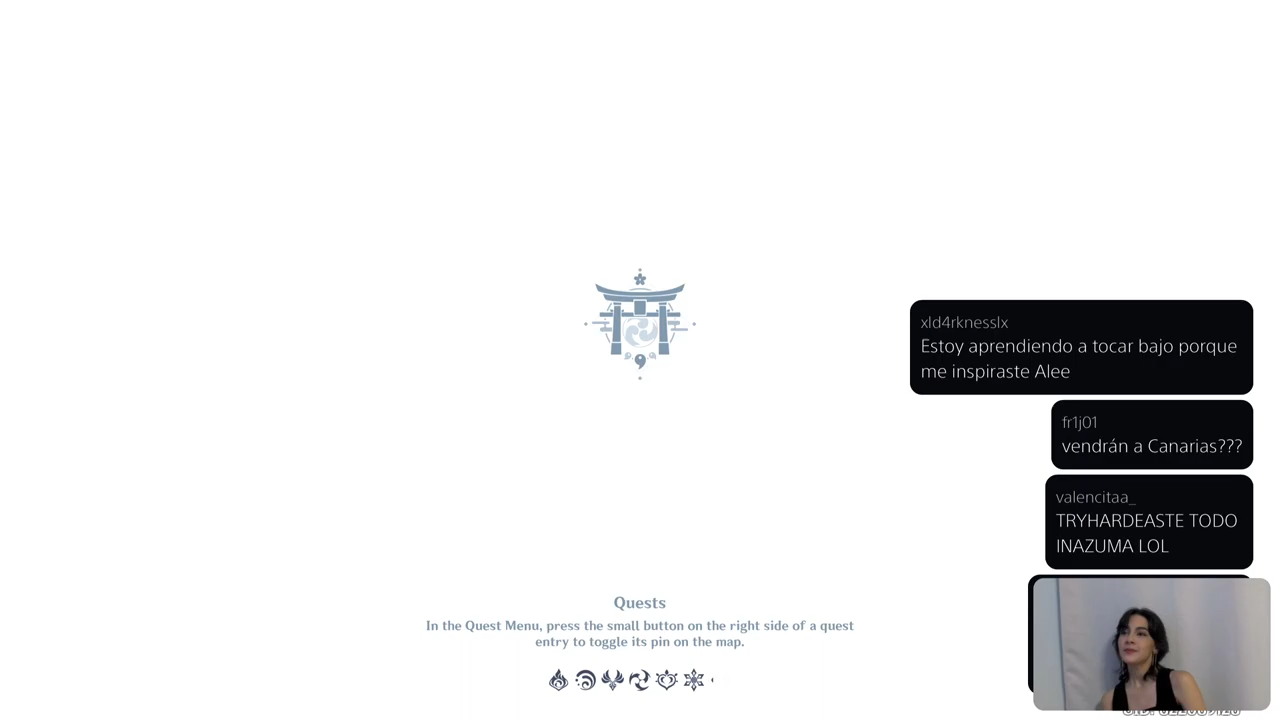 xld4rknesslx
Estoy aprendiendo a tocar bajo porque
me inspiraste Alee
fr1j01
vendrán a Canarias???
valencitaa_
TRYHARDEASTE TODO
INAZUMA LOL
Quests
In the Quest Menu, press the small button on the right side of a quest
entry to toggle its pin on the map.